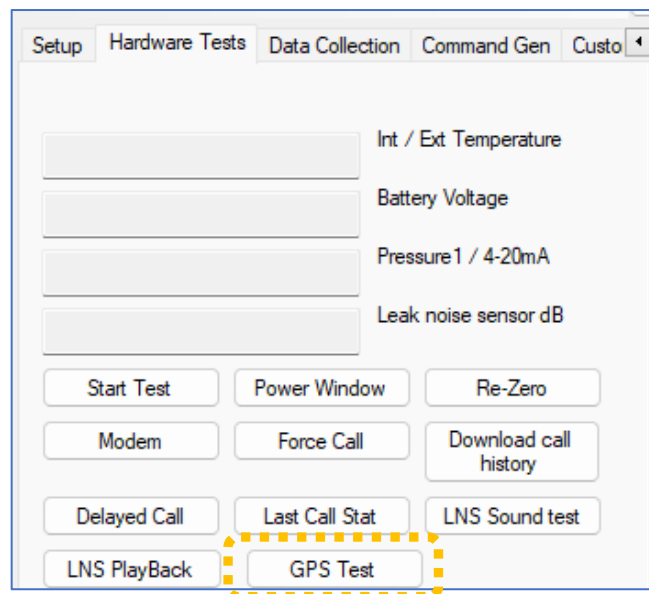 Setup Hardware Tests Data Collection Command Gen Custo
Int / Ext Temperature
Battery Voltage
Pressure1 / 4-20mA
Leak noise sensor dB
Start Test Power Window Re-Zero
Modem Force Call Download call
history
Delayed Call Last Call Stat LNS Sound test
LNS PlayBack GPS Test